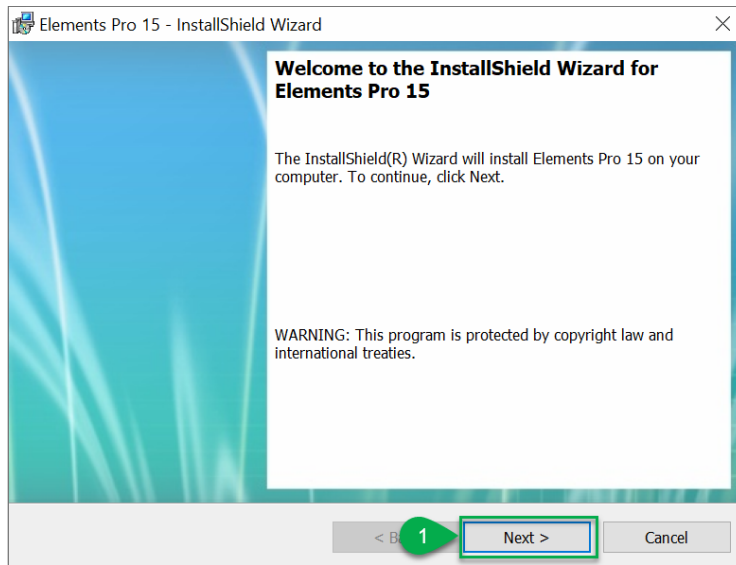 Elements Pro 15 - InstallShield Wizard
Welcome to the InstallShield Wizard for
Elements Pro 15
The InstallShield(R) Wizard will install Elements Pro 15 on your
computer. To continue, click Next.
WARNING: This program is protected by copyright law and
international treaties.
<
1
Next >
Cancel